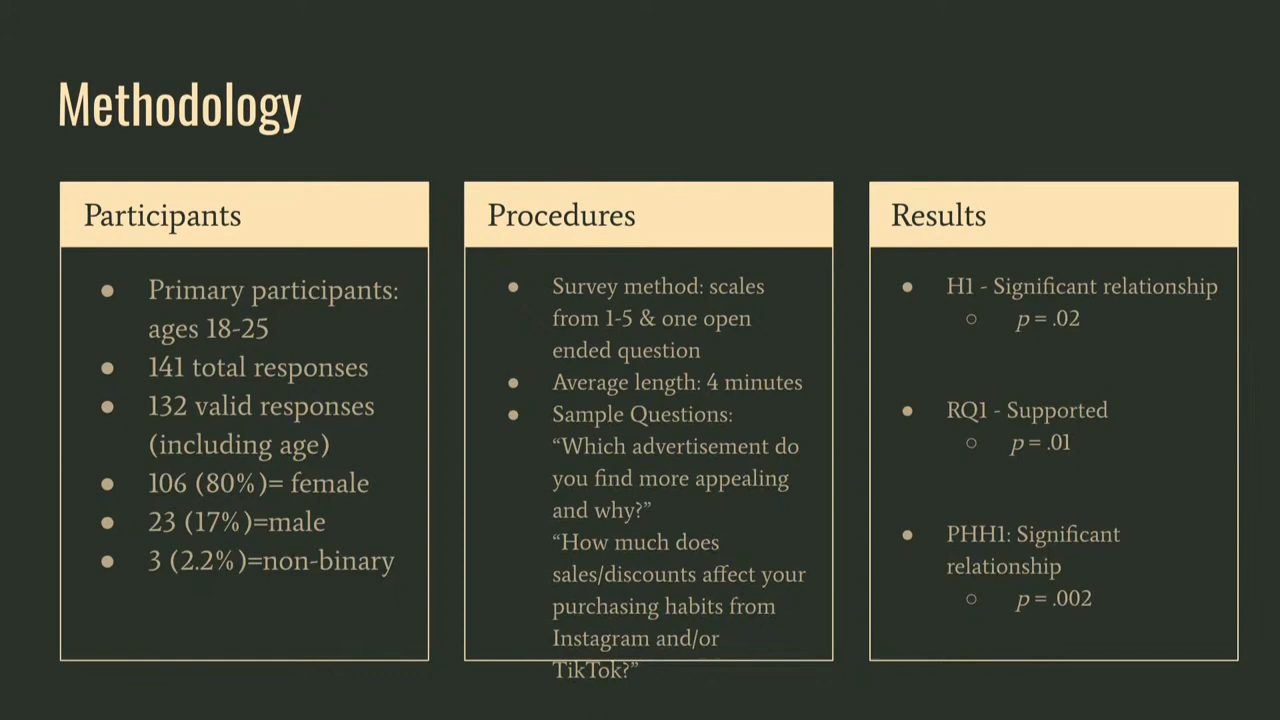 Methodology
Participants
● Primary participants:
ages 18-25
● 141 total responses
● 132 valid responses
(including age)
● 106 (80%)= female
● 23 (17%)=male
● 3 (2.2%)=non-binary
Procedures
● Survey method: scales
from 1-5 & one open
ended question
● Average length: 4 minutes
● Sample Questions:
“Which advertisement do
you find more appealing
and why?”
“How much does
sales/discounts affect your
purchasing habits from
Instagram and/or
TikTok?”
Results
● H1 - Significant relationship
○ p = .02
● RQ1 - Supported
○ p = .01
● PHH1: Significant
relationship
○ p = .002